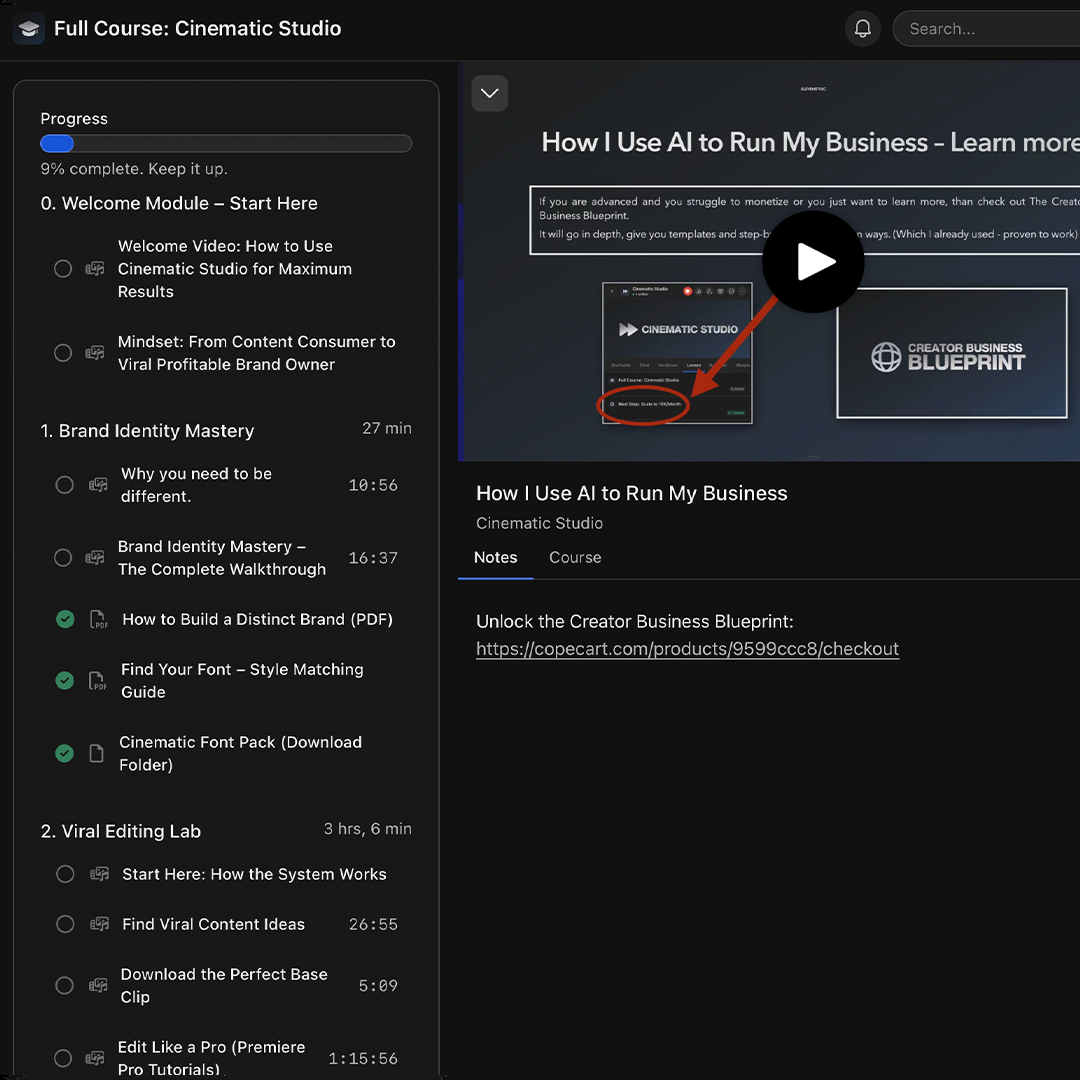 Full Course: Cinematic Studio
Search...
Progress
9% complete. Keep it up.
0. Welcome Module – Start Here
Welcome Video: How to Use
Cinematic Studio for Maximum
Results
Mindset: From Content Consumer to
Viral Profitable Brand Owner
1. Brand Identity Mastery
27 min
Why you need to be
different.
10:56
Brand Identity Mastery –
The Complete Walkthrough
16:37
PDF
How to Build a Distinct Brand (PDF)
PDF
Find Your Font – Style Matching
Guide
Cinematic Font Pack (Download
Folder)
2. Viral Editing Lab
3 hrs, 6 min
Start Here: How the System Works
Find Viral Content Ideas
26:55
Download the Perfect Base
Clip
5:09
Edit Like a Pro (Premiere
Pro Tutorials)
1:15:56
How I Use AI to Run My Business – Learn more
If you are advanced and you struggle to monetize or you just want to learn more, than check out The Creato
Business Blueprint.
It will go in depth, give you templates and step-b n ways. (Which I already used - proven to work)
Cinematic Studio
CINEMATIC STUDIO
Lernen
Full Course: Cinematic Studio
Next Step: Scale to 10K/Month
CREATOR BUSINESS
BLUEPRINT
How I Use AI to Run My Business
Cinematic Studio
Notes
Course
Unlock the Creator Business Blueprint:
https://copecart.com/products/9599ccc8/checkout